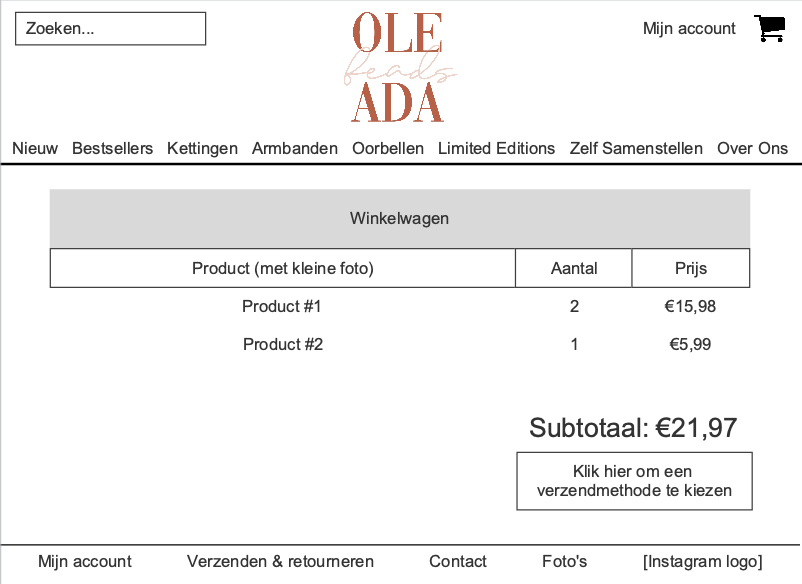 Zoeken...
OLE
beads
ADA
Mijn account
Nieuw Bestsellers Kettingen Armbanden Oorbellen Limited Editions Zelf Samenstellen Over Ons
Winkelwagen
Product (met kleine foto) Aantal Prijs
Product #1 2 €15,98
Product #2 1 €5,99
Subtotaal: €21,97
Klik hier om een
verzendmethode te kiezen
Mijn account Verzenden & retourneren Contact Foto's [Instagram logo]